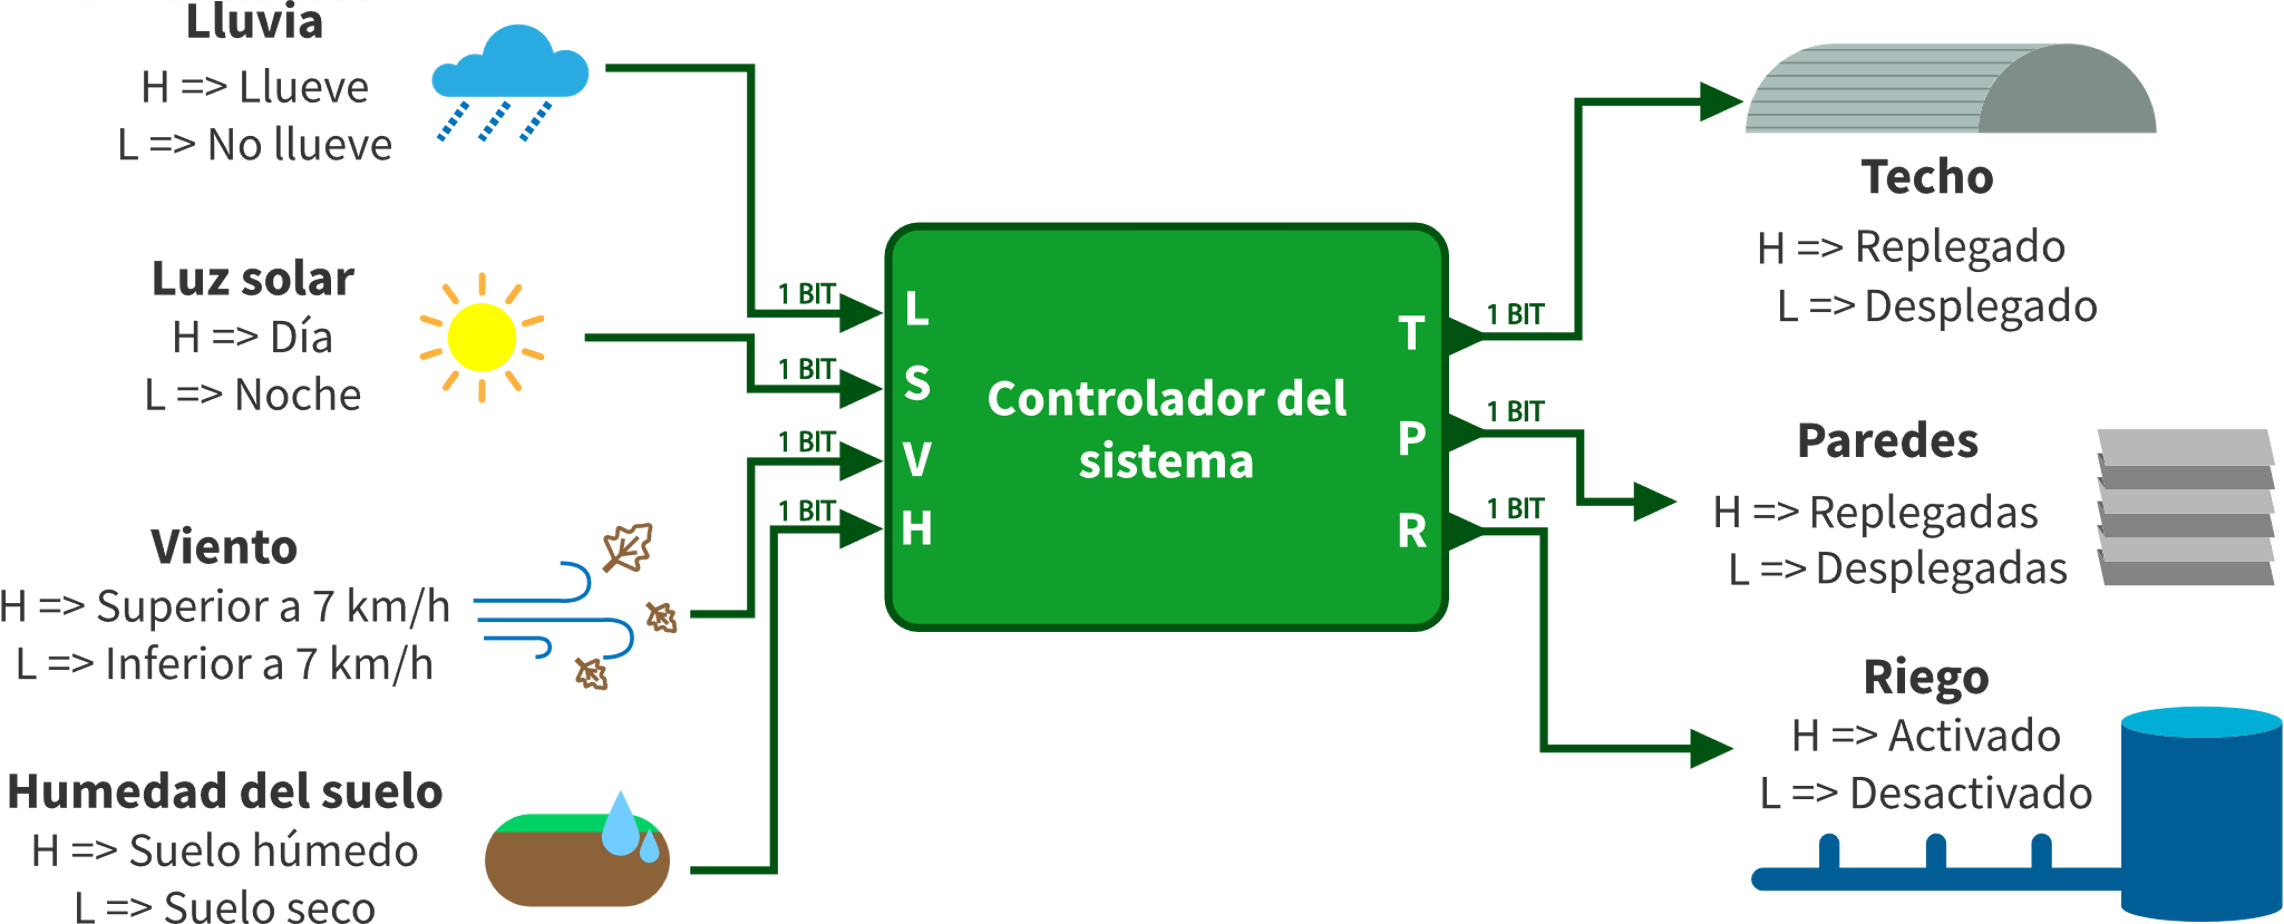 Lluvia
H => Llueve
L => No llueve
Luz solar
H => Día
L => Noche
Viento
H => Superior a 7 km/h
L => Inferior a 7 km/h
Humedad del suelo
H => Suelo húmedo
L => Suelo seco
1 BIT
1 BIT
1 BIT
1 BIT
L
S
V
H
Controlador del
sistema
T
P
R
1 BIT
1 BIT
1 BIT
Techo
H => Replegado
L => Desplegado
Paredes
H => Replegadas
L => Desplegadas
Riego
H => Activado
L => Desactivado